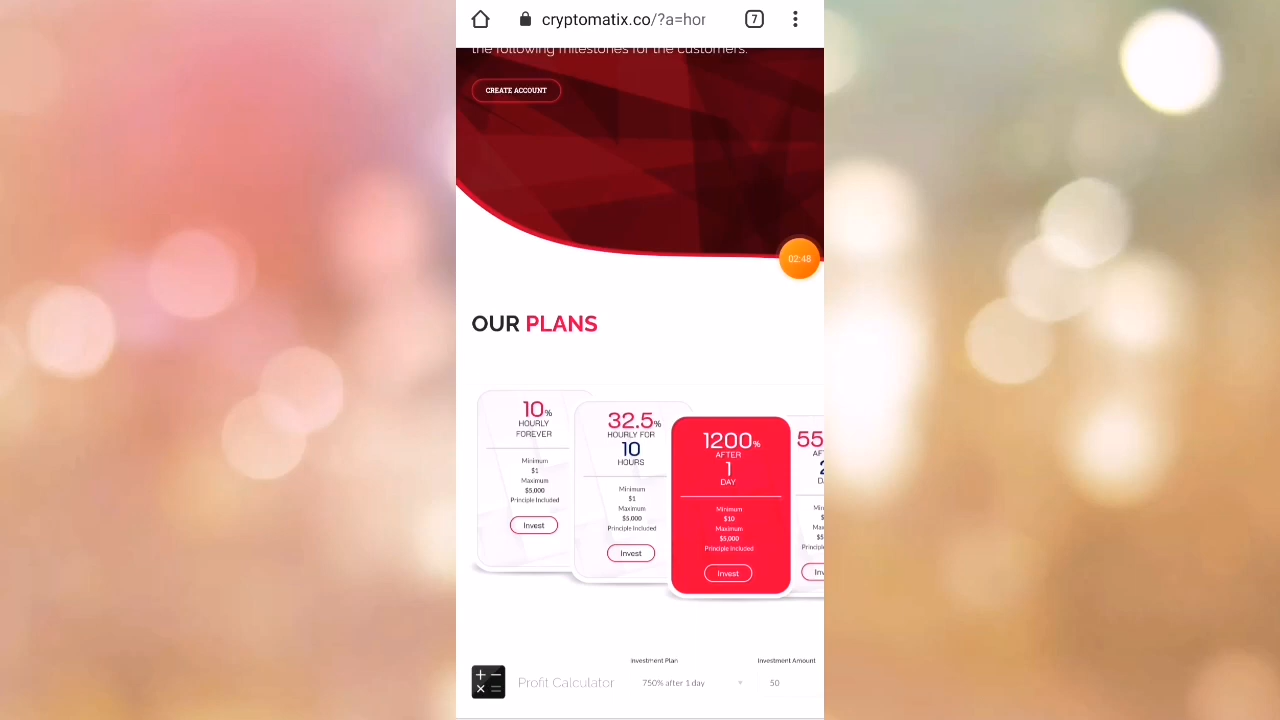 cryptomatix.co/?a=hor
7
the following milestones for the customers.
CREATE ACCOUNT
02:48
OUR PLANS
10%
HOURLY
FOREVER
Minimum
$1
Maximum
$5,000
Principle Included
Invest
32.5%
HOURLY FOR
10
HOURS
Minimum
$1
Maximum
$5,000
Principle Included
Invest
1200%
AFTER
1
DAY
Minimum
$10
Maximum
$5,000
Principle Included
Invest
55
Investment Plan
Investment Amount
Profit Calculator
750% after 1 day
50